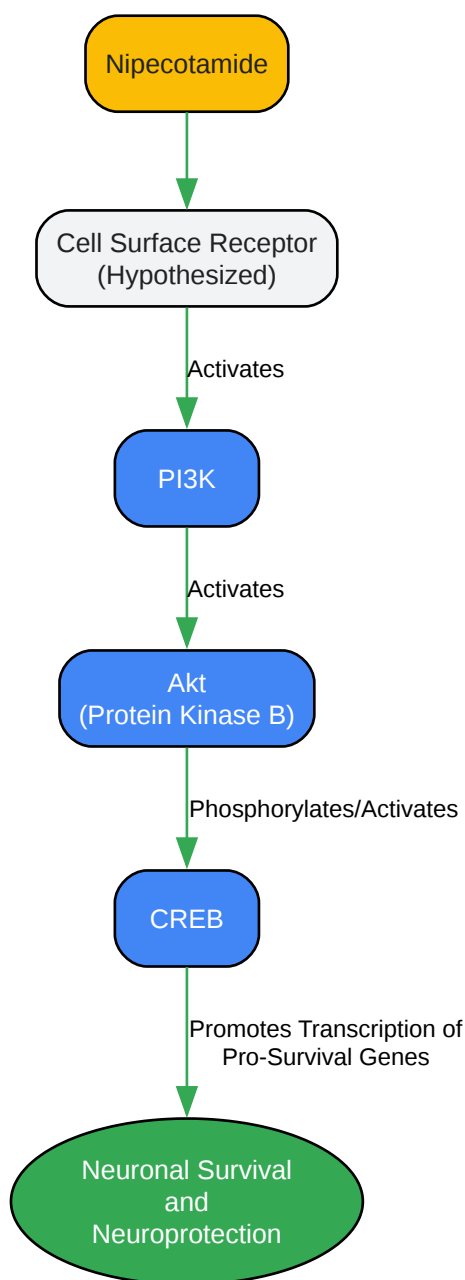 Nipecotamide
Cell Surface Receptor
(Hypothesized)
Activates
PI3K
Activates
Akt
(Protein Kinase B)
Phosphorylates/Activates
CREB
Promotes Transcription of
Pro-Survival Genes
Neuronal Survival
and
Neuroprotection